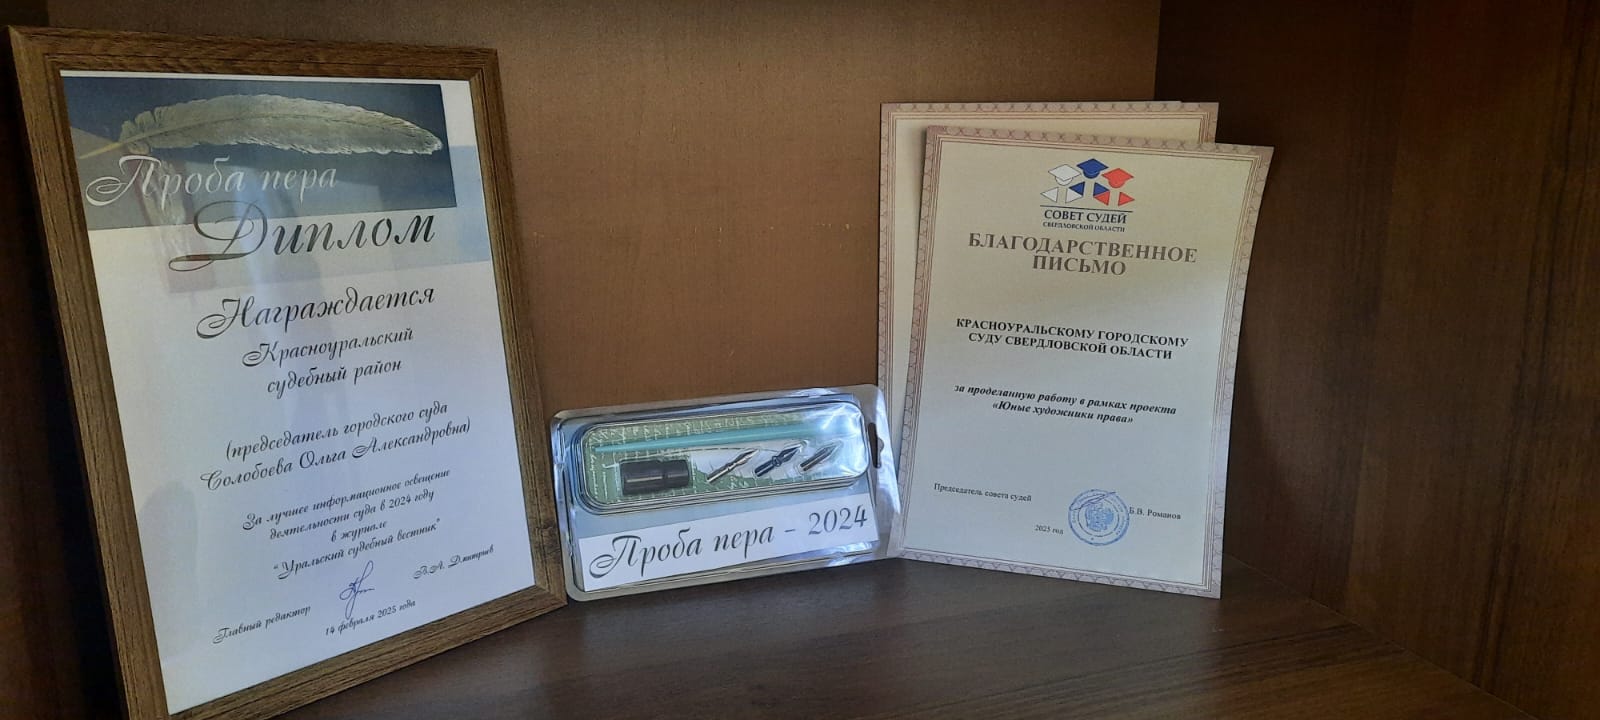 Проба пера
Диплом
Награждается
Красноуральский
судебный район
(председатель городского суда
Солобоева Ольга Александровна)
За лучшее информационное освещение
деятельности суда в 2024 году
в журнале
"Уральский судебный вестник"
Главный редактор
В.А. Дмитриев
14 февраля 2025 года
Проба пера - 2024
СОВЕТ СУДЕЙ
СВЕРДЛОВСКОЙ ОБЛАСТИ
БЛАГОДАРСТВЕННОЕ
ПИСЬМО
КРАСНОУРАЛЬСКОМУ ГОРОДСКОМУ
СУДУ СВЕРДЛОВСКОЙ ОБЛАСТИ
за проделанную работу в рамках проекта
«Юные художники права»
Председатель совета судей
Б.В. Романов
2025 год